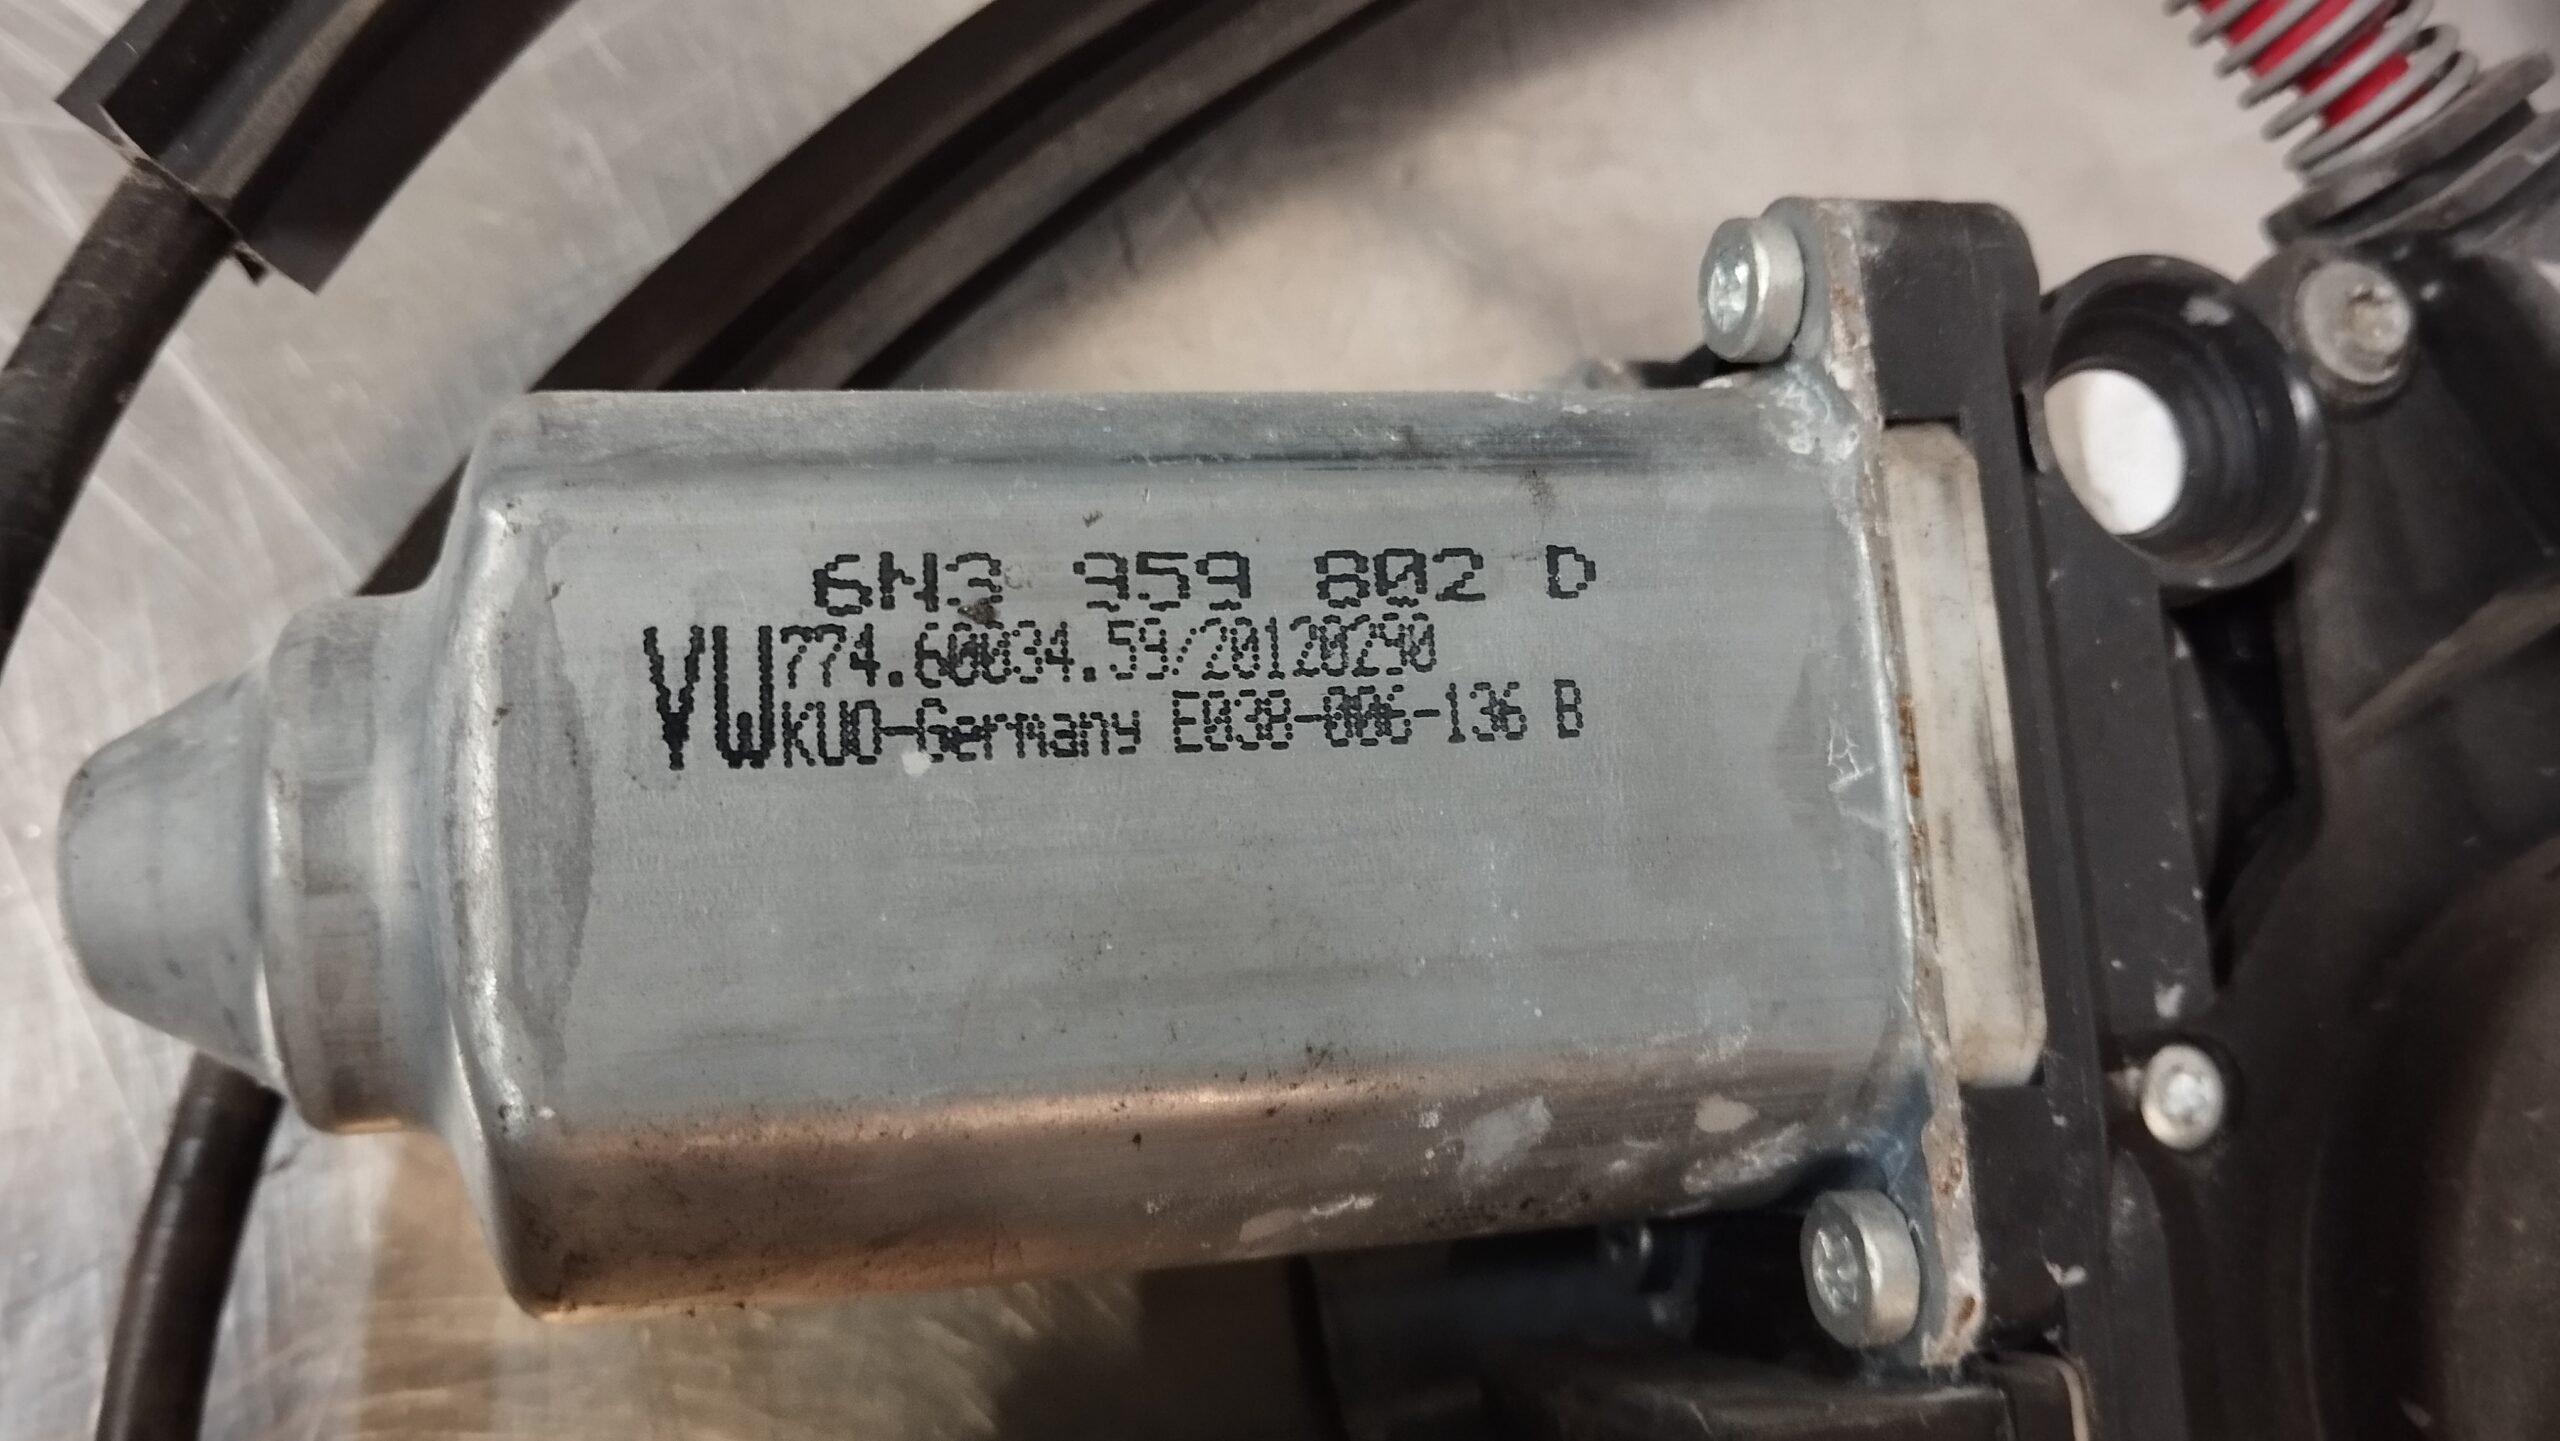 6N3 959 802 D
VW 774.60034.59/20120290
KUO-Germany E038-006-136 B